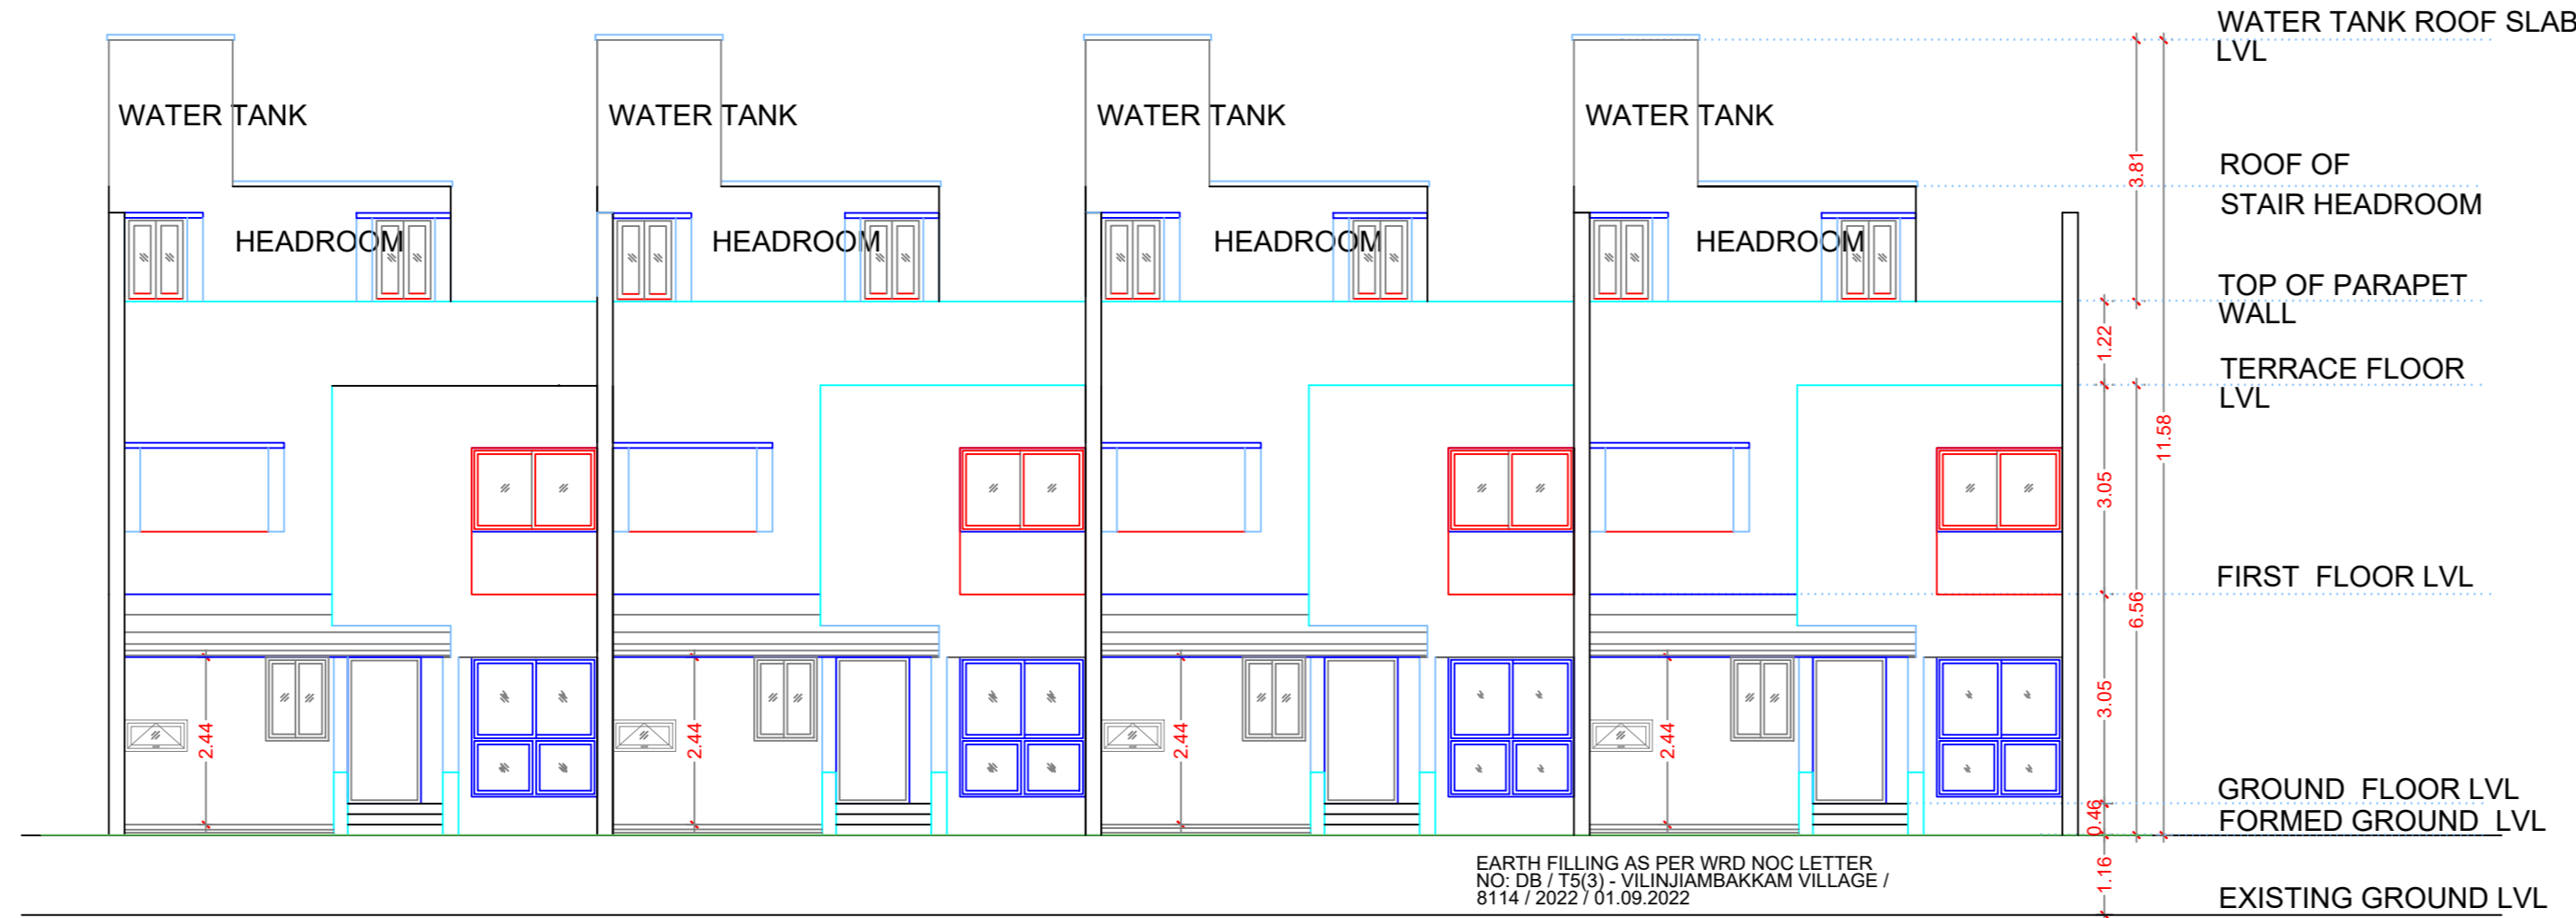 WATER TANK ROOF SLAB
LVL
WATER TANK
WATER TANK
WATER TANK
WATER TANK
3.81
ROOF OF
STAIR HEADROOM
HEADROOM
HEADROOM
HEADROOM
HEADROOM
TOP OF PARAPET
WALL
1.22
TERRACE FLOOR
LVL
11.58
3.05
FIRST FLOOR LVL
6.56
3.05
2.44
2.44
2.44
2.44
GROUND FLOOR LVL
0.46
FORMED GROUND LVL
EARTH FILLING AS PER WRD NOC LETTER
NO: DB / T5(3) - VILINJIAMBAKKAM VILLAGE /
8114 / 2022 / 01.09.2022
1.16
EXISTING GROUND LVL